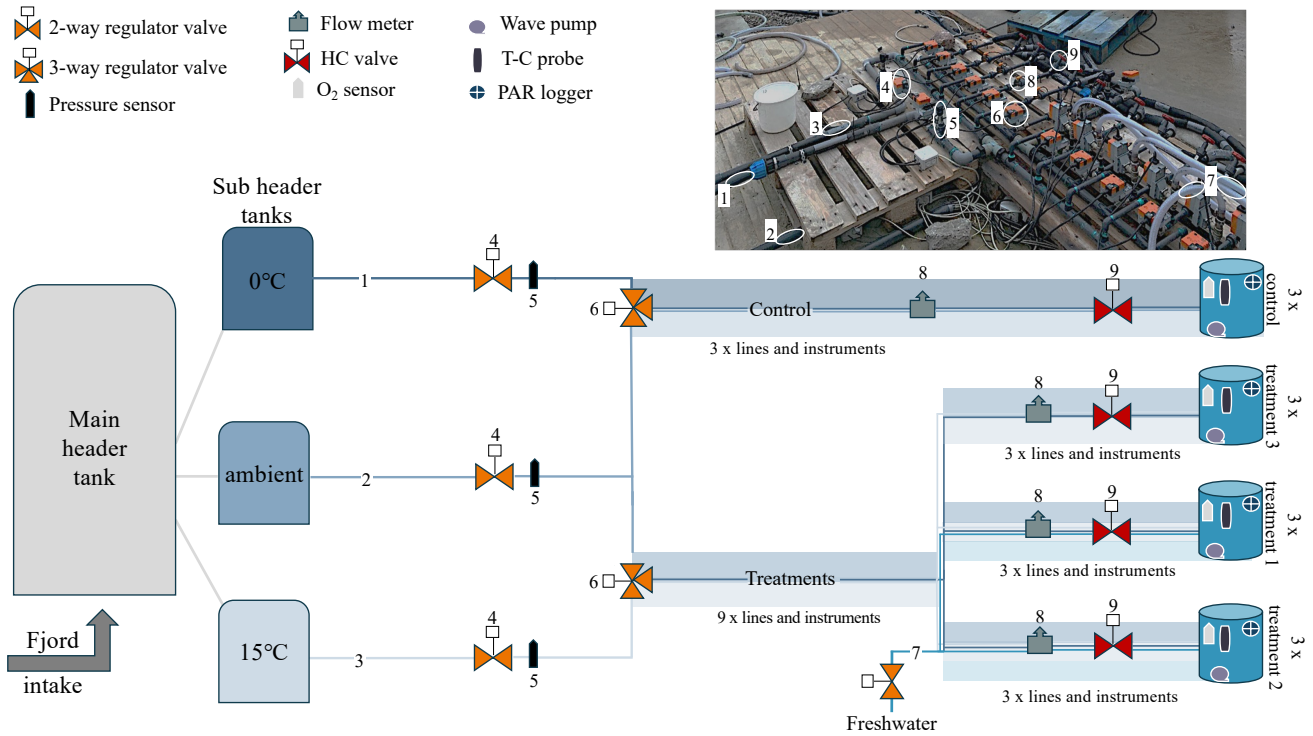 2-way regulator valve
3-way regulator valve
Pressure sensor
Flow meter
HC valve
O₂ sensor
Wave pump
T-C probe
PAR logger
1
2
3
4
5
6
7
8
9
Sub header
tanks
Main
header
tank
Fjord
intake
0℃
1
4
5
6
Control
8
9
3 x lines and instruments
3 x
control
ambient
2
4
5
8
9
3 x lines and instruments
3 x
treatment 3
8
9
3 x lines and instruments
3 x
treatment 1
15℃
3
4
5
6
Treatments
9 x lines and instruments
7
Freshwater
8
9
3 x lines and instruments
3 x
treatment 2